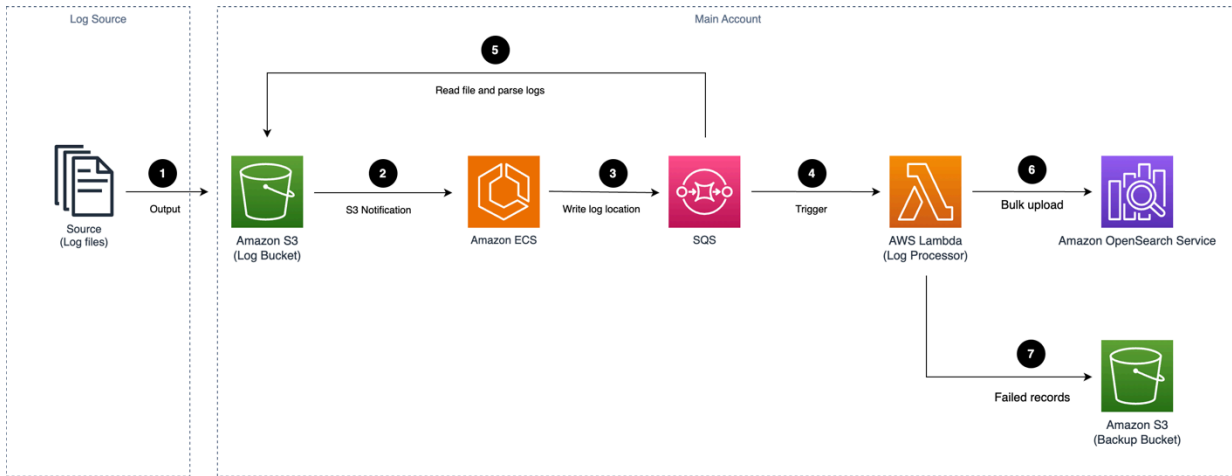 Log Source
Main Account
5
Read file and parse logs
1
Output
2
S3 Notification
3
Write log location
4
Trigger
6
Bulk upload
Source
(Log files)
Amazon S3
(Log Bucket)
Amazon ECS
SQS
AWS Lambda
(Log Processor)
Amazon OpenSearch Service
7
Failed records
Amazon S3
(Backup Bucket)